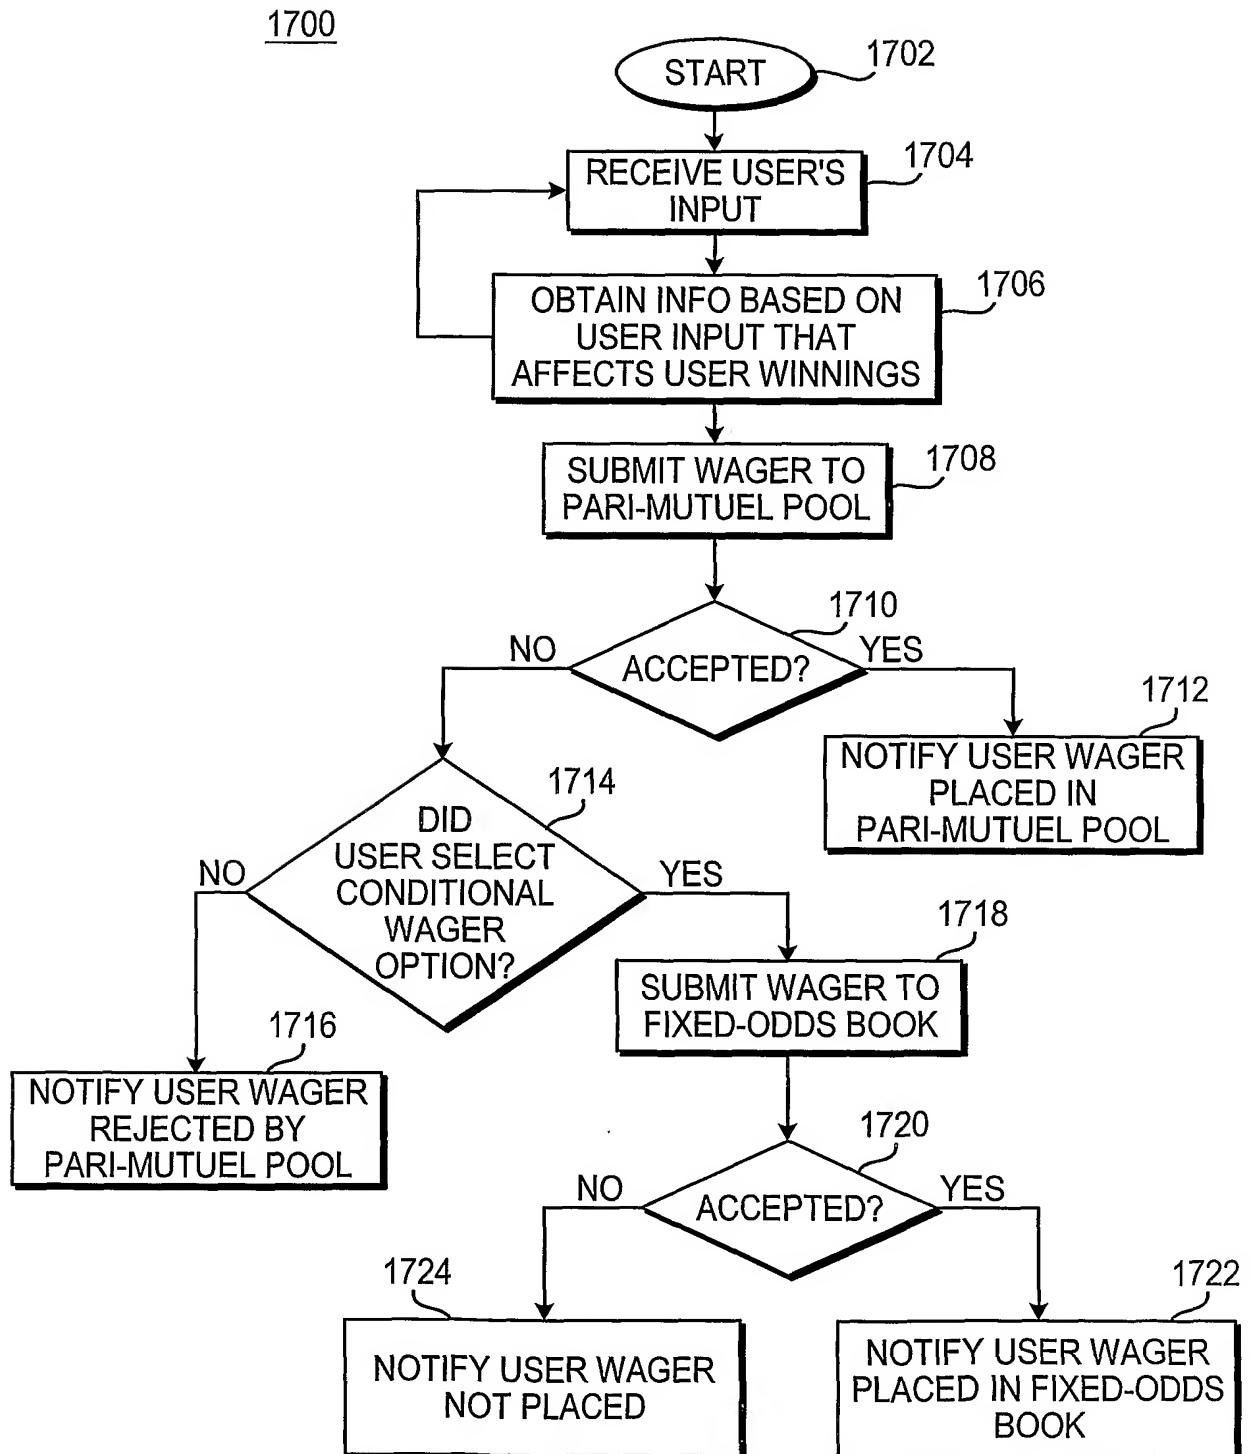 1700
START
1702
RECEIVE USER'S
INPUT
1704
OBTAIN INFO BASED ON
USER INPUT THAT
AFFECTS USER WINNINGS
1706
SUBMIT WAGER TO
PARI-MUTUEL POOL
1708
ACCEPTED?
1710
NO
YES
NOTIFY USER WAGER
PLACED IN
PARI-MUTUEL POOL
1712
DID
USER SELECT
CONDITIONAL
WAGER
OPTION?
1714
NO
YES
NOTIFY USER WAGER
REJECTED BY
PARI-MUTUEL POOL
1716
SUBMIT WAGER TO
FIXED-ODDS BOOK
1718
ACCEPTED?
1720
NO
YES
NOTIFY USER WAGER
NOT PLACED
1724
NOTIFY USER WAGER
PLACED IN FIXED-ODDS
BOOK
1722